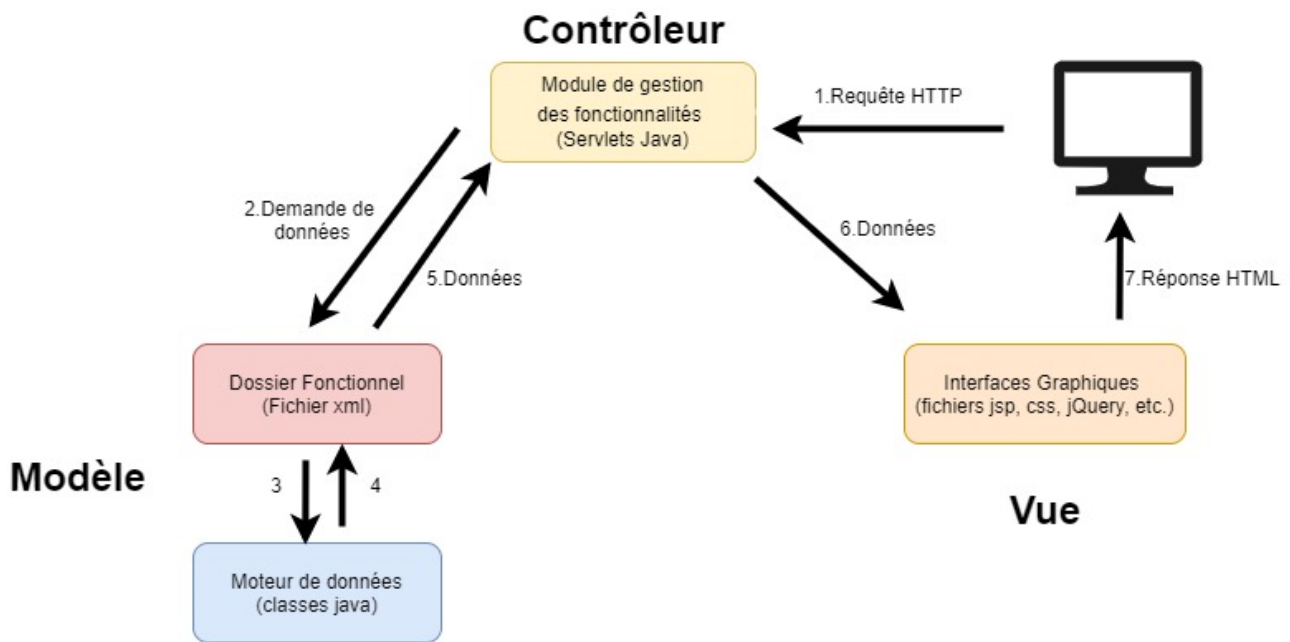 Contrôleur
Module de gestion
des fonctionnalités
(Servlets Java)
1.Requête HTTP
2.Demande de
données
5.Données
6.Données
7.Réponse HTML
Dossier Fonctionnel
(Fichier xml)
Interfaces Graphiques
(fichiers jsp, css, jQuery, etc.)
Modèle
3
4
Vue
Moteur de données
(classes java)